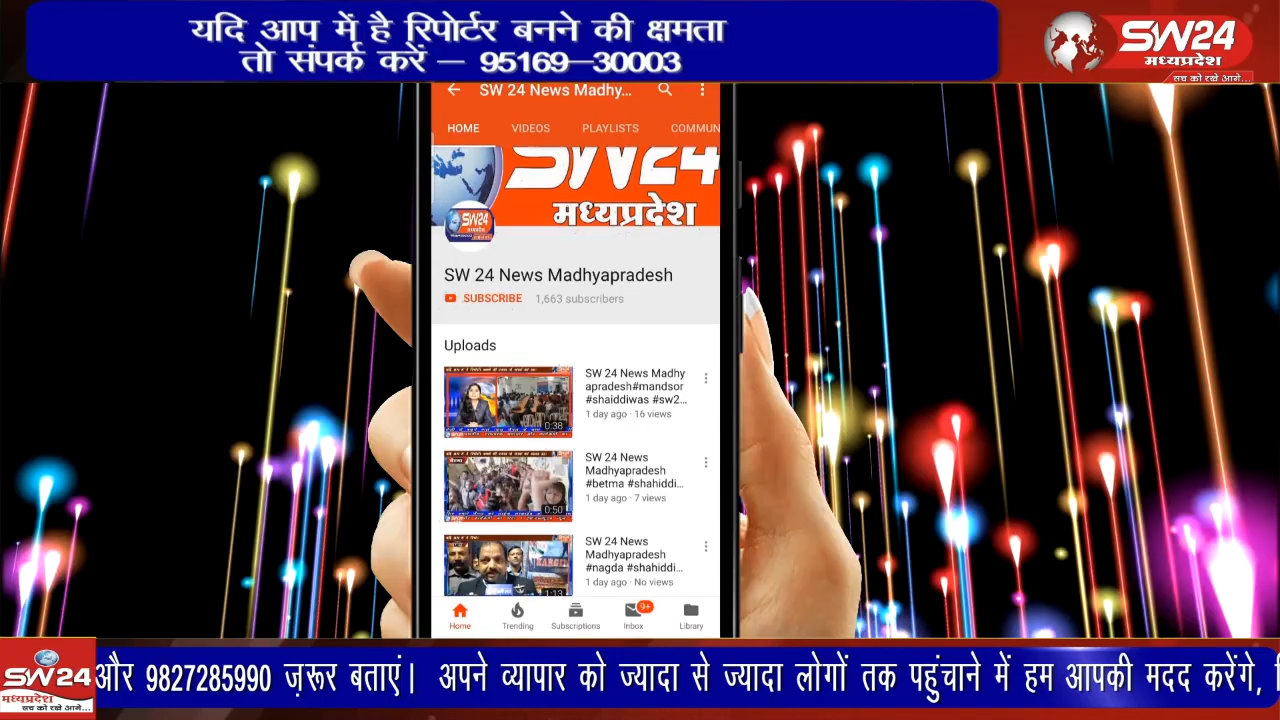 यदि आप में है रिपोर्टर बनने की क्षमता
तो संपर्क करें – 95169–30003
SW24
मध्यप्रदेश
सच को रखे आगे...
SW 24 News Madhy...
HOME VIDEOS PLAYLISTS COMMUN
SW24
मध्यप्रदेश
SW24
SW 24 News Madhyapradesh
SUBSCRIBE 1,663 subscribers
Uploads
SW 24 News Madhy
apradesh#mandsor
#shaiddiwas #sw2...
1 day ago · 16 views
0:38
SW 24 News
Madhyapradesh
#betma #shahiddi...
1 day ago · 7 views
0:50
SW 24 News
Madhyapradesh
#nagda #shahiddi...
1 day ago · No views
1:13
9+
Home Trending Subscriptions Inbox Library
SW24
मध्यप्रदेश
सच को रखे आगे...
और 9827285990 ज़रूर बताएं। अपने व्यापार को ज्यादा से ज्यादा लोगों तक पहुंचाने में हम आपकी मदद करेंगे,